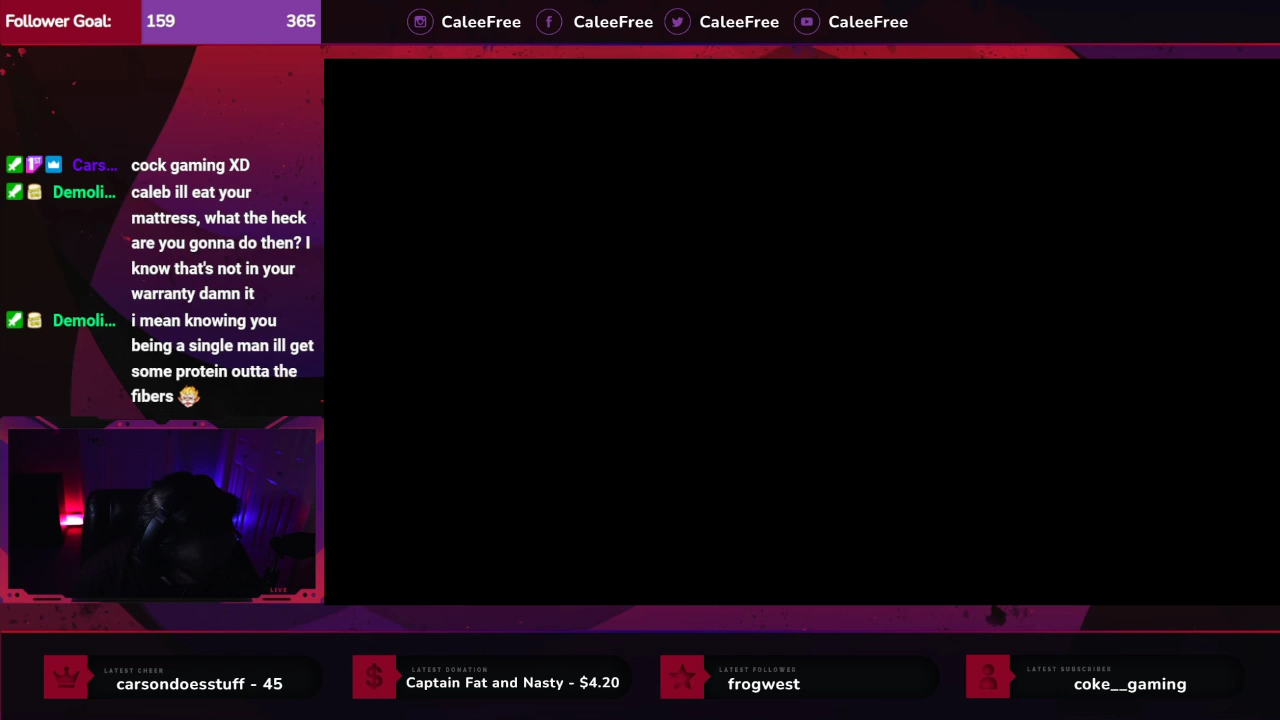 Follower Goal: 159 365
CaleeFree CaleeFree CaleeFree CaleeFree
Cars... cock gaming XD
Demoli... caleb ill eat your
mattress, what the heck
are you gonna do then? I
know that's not in your
warranty damn it
Demoli... i mean knowing you
being a single man ill get
some protein outta the
fibers
LIVE
LATEST CHEER
carsondoesstuff - 45
LATEST DONATION
Captain Fat and Nasty - $4.20
LATEST FOLLOWER
frogwest
LATEST SUBSCRIBER
coke__gaming